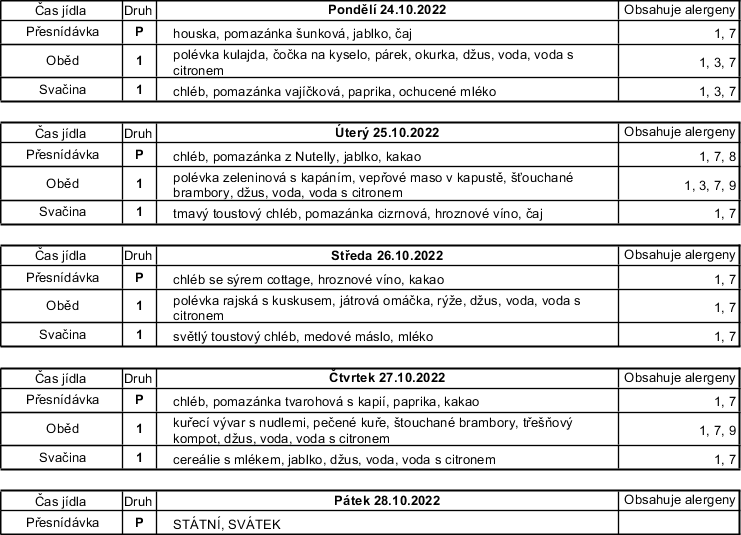 Čas jídla Druh Pondělí 24.10.2022 Obsahuje alergeny
Přesnídávka P houska, pomazánka šunková, jablko, čaj 1, 7
Oběd 1 polévka kulajda, čočka na kyselo, párek, okurka, džus, voda, voda s
citronem 1, 3, 7
Svačina 1 chléb, pomazánka vajíčková, paprika, ochucené mléko 1, 3, 7
Čas jídla Druh Úterý 25.10.2022 Obsahuje alergeny
Přesnídávka P chléb, pomazánka z Nutelly, jablko, kakao 1, 7, 8
Oběd 1 polévka zeleninová s kapáním, vepřové maso v kapustě, šťouchané
brambory, džus, voda, voda s citronem 1, 3, 7, 9
Svačina 1 tmavý toustový chléb, pomazánka cizrnová, hroznové víno, čaj 1, 7
Čas jídla Druh Středa 26.10.2022 Obsahuje alergeny
Přesnídávka P chléb se sýrem cottage, hroznové víno, kakao 1, 7
Oběd 1 polévka rajská s kuskusem, játrová omáčka, rýže, džus, voda, voda s
citronem 1, 7
Svačina 1 světlý toustový chléb, medové máslo, mléko 1, 7
Čas jídla Druh Čtvrtek 27.10.2022 Obsahuje alergeny
Přesnídávka P chléb, pomazánka tvarohová s kapií, paprika, kakao 1, 7
Oběd 1 kuřecí vývar s nudlemi, pečené kuře, štouchané brambory, třešňový
kompot, džus, voda, voda s citronem 1, 7, 9
Svačina 1 cereálie s mlékem, jablko, džus, voda, voda s citronem 1, 7
Čas jídla Druh Pátek 28.10.2022 Obsahuje alergeny
Přesnídávka P STÁTNÍ, SVÁTEK